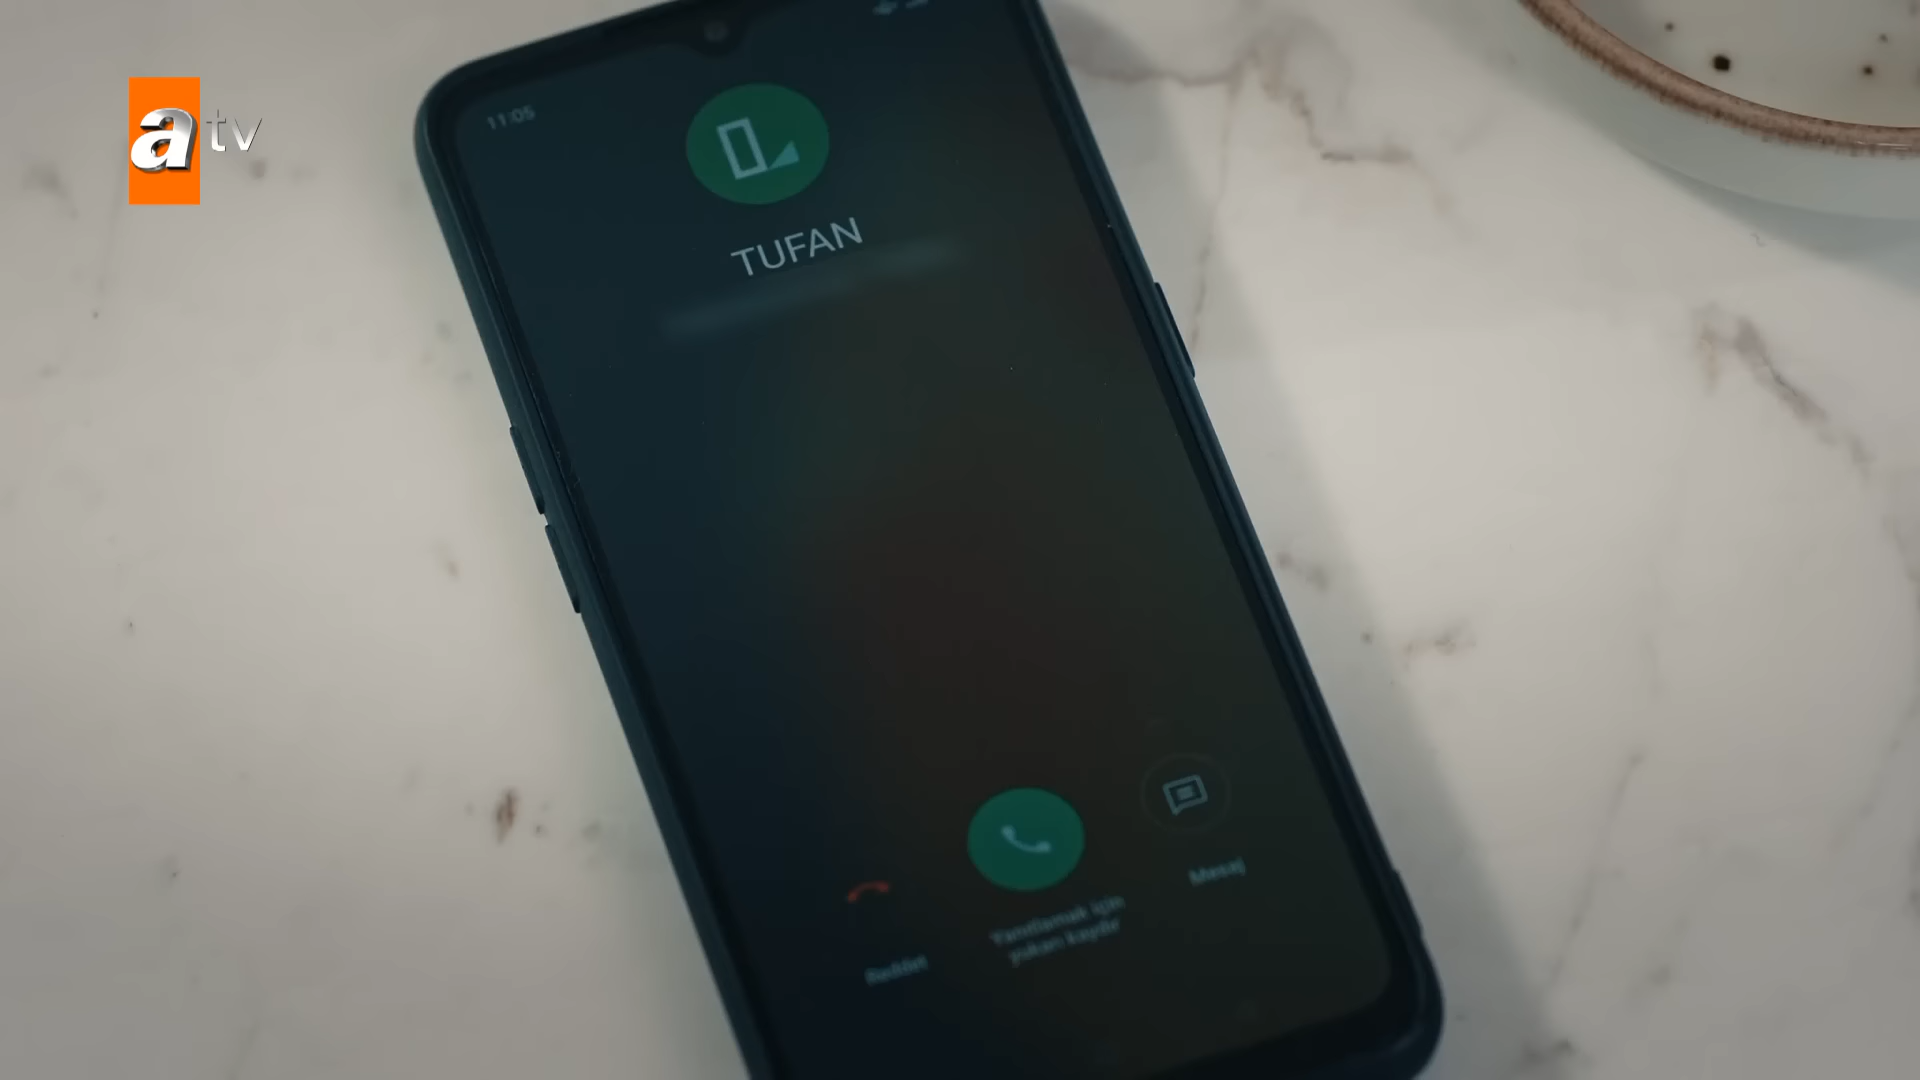 atv
11:05
TUFAN
Mesaj
Yanıtlamak için
yukarı kaydır
Reddet